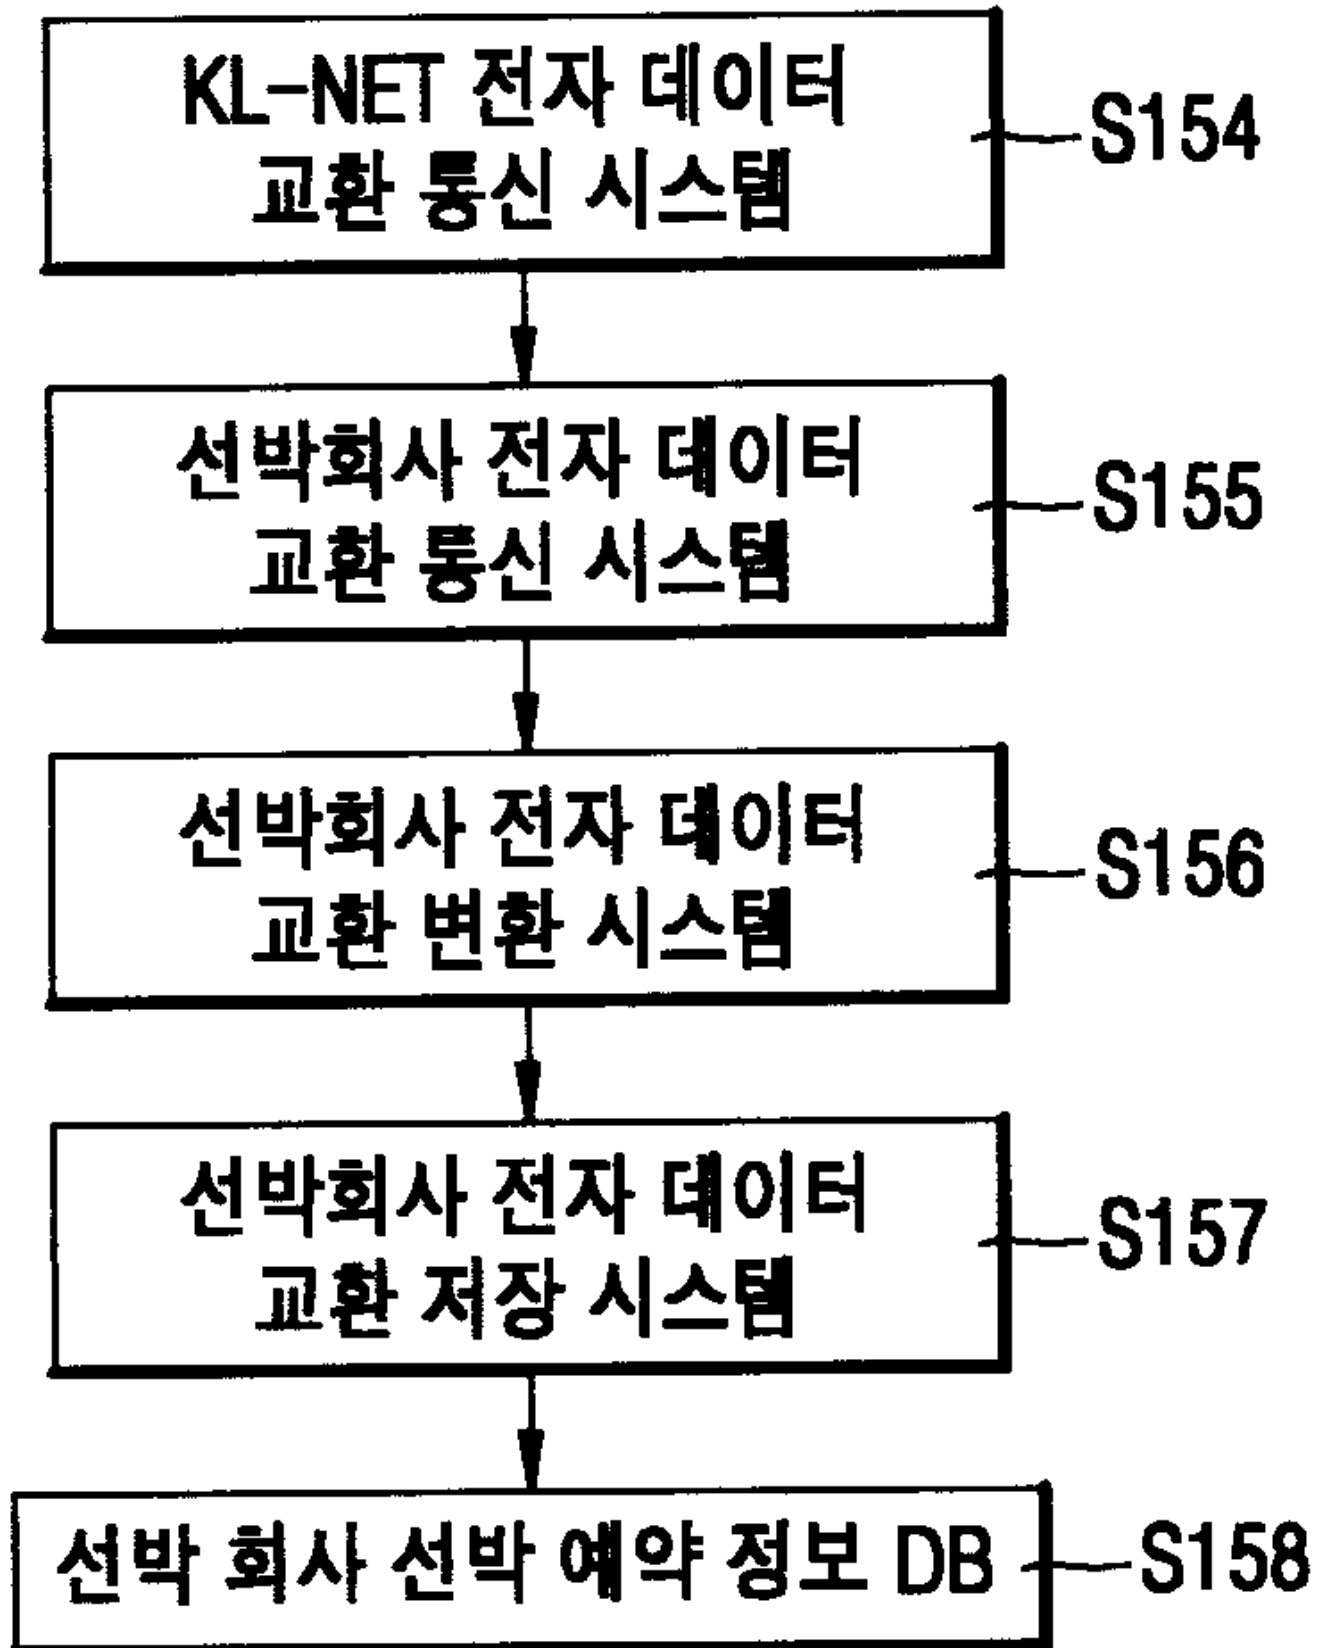 KL-NET 전자 데이터
교환 통신 시스템
S154
선박회사 전자 데이터
교환 통신 시스템
S155
선박회사 전자 데이터
교환 변환 시스템
S156
선박회사 전자 데이터
교환 저장 시스템
S157
선박 회사 선박 예약 정보 DB
S158